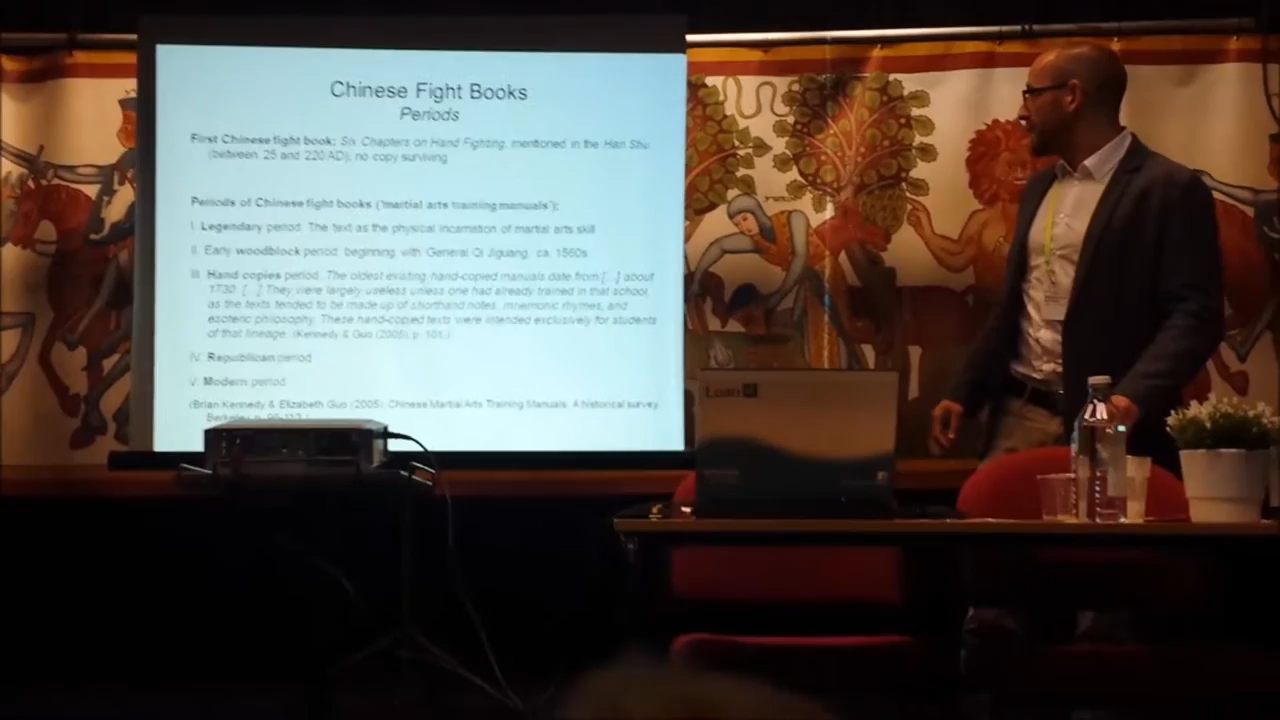 Chinese Fight Books
Periods
First Chinese fight book: Six Chapters on Hand Fighting, mentioned in the Han Shu
(between 25 and 220 AD); no copy surviving
Periods of Chinese fight books ('martial arts training manuals'):
I. Legendary period: The text as the physical incarnation of martial arts skill
II. Early woodblock period: beginning with General Qi Jiguang, ca. 1560s
III. Hand copies period: The oldest existing hand-copied manuals date from [...] about
1730. [...] They were largely useless unless one had already trained in that school,
as the texts tended to be made up of shorthand notes, mnemonic rhymes, and
esoteric philosophy. These hand-copied texts were intended exclusively for students
of that lineage. (Kennedy & Guo (2005), p. 101.)
IV. Republican period
V. Modern period
(Brian Kennedy & Elizabeth Guo (2005): Chinese Martial Arts Training Manuals. A historical survey.
Berkeley
Loan